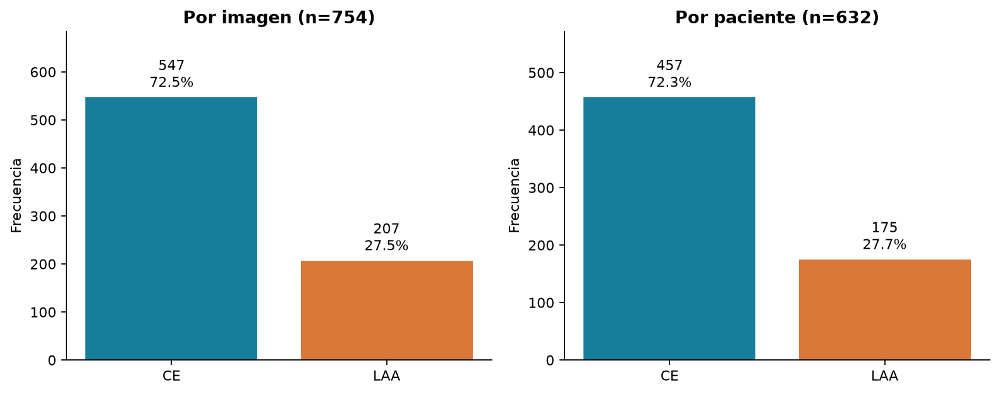 Por imagen (n=754)
Frecuencia
600
500
400
300
200
100
0
547
72.5%
207
27.5%
CE
LAA
Por paciente (n=632)
Frecuencia
500
400
300
200
100
0
457
72.3%
175
27.7%
CE
LAA